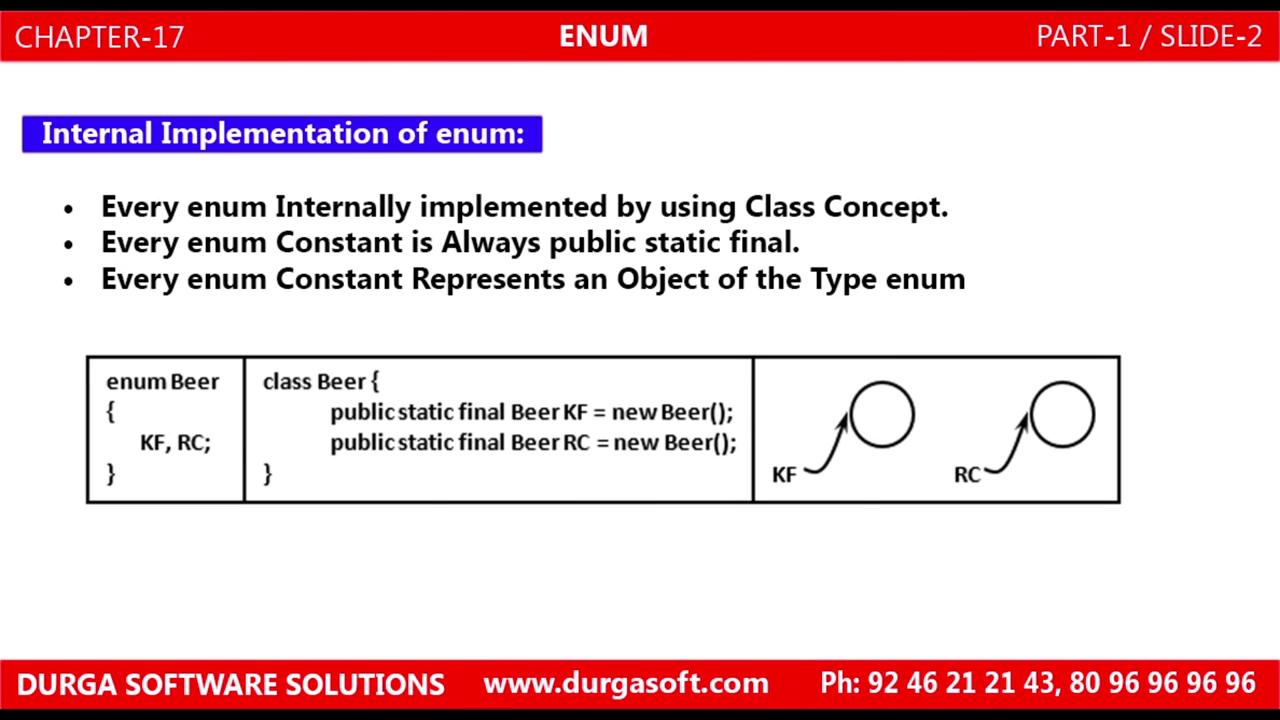 CHAPTER-17 ENUM PART-1 / SLIDE-2
Internal Implementation of enum:
• Every enum Internally implemented by using Class Concept.
• Every enum Constant is Always public static final.
• Every enum Constant Represents an Object of the Type enum
enum Beer
{
KF, RC;
}
class Beer {
public static final Beer KF = new Beer();
public static final Beer RC = new Beer();
}
KF RC
DURGA SOFTWARE SOLUTIONS www.durgasoft.com Ph: 92 46 21 21 43, 80 96 96 96 96